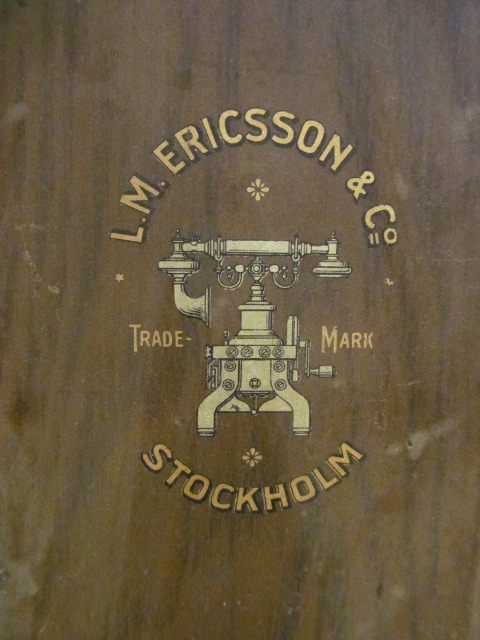 L.M. ERICSSON & Co
TRADE- MARK
STOCKHOLM